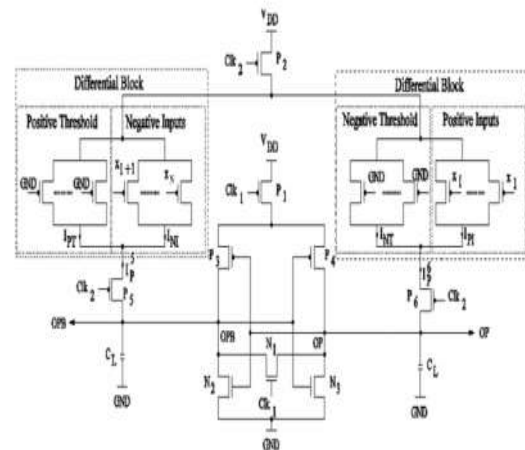 V DD
Clk 2
P 2
Differential Block
Differential Block
Positive Threshold
Negative Inputs
Negative Threshold
Positive Inputs
V DD
x 1+1
GND
GND
GND
GND
x 1
Clk 1
P 1
I PT
I NI
I NT
I PI
P 3
P 4
Clk 2
P 5
P 6
Clk 2
OPB
OPB
N 1
OP
OP
C L
N 2
Clk
N 3
C L
GND
GND
GND